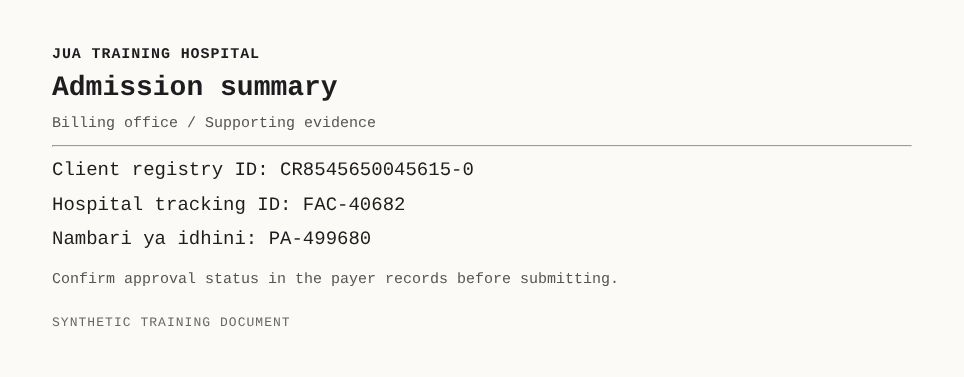 JUA TRAINING HOSPITAL
Admission summary
Billing office / Supporting evidence
Client registry ID: CR8545650045615-0
Hospital tracking ID: FAC-40682
Nambari ya idhini: PA-499680
Confirm approval status in the payer records before submitting.
SYNTHETIC TRAINING DOCUMENT